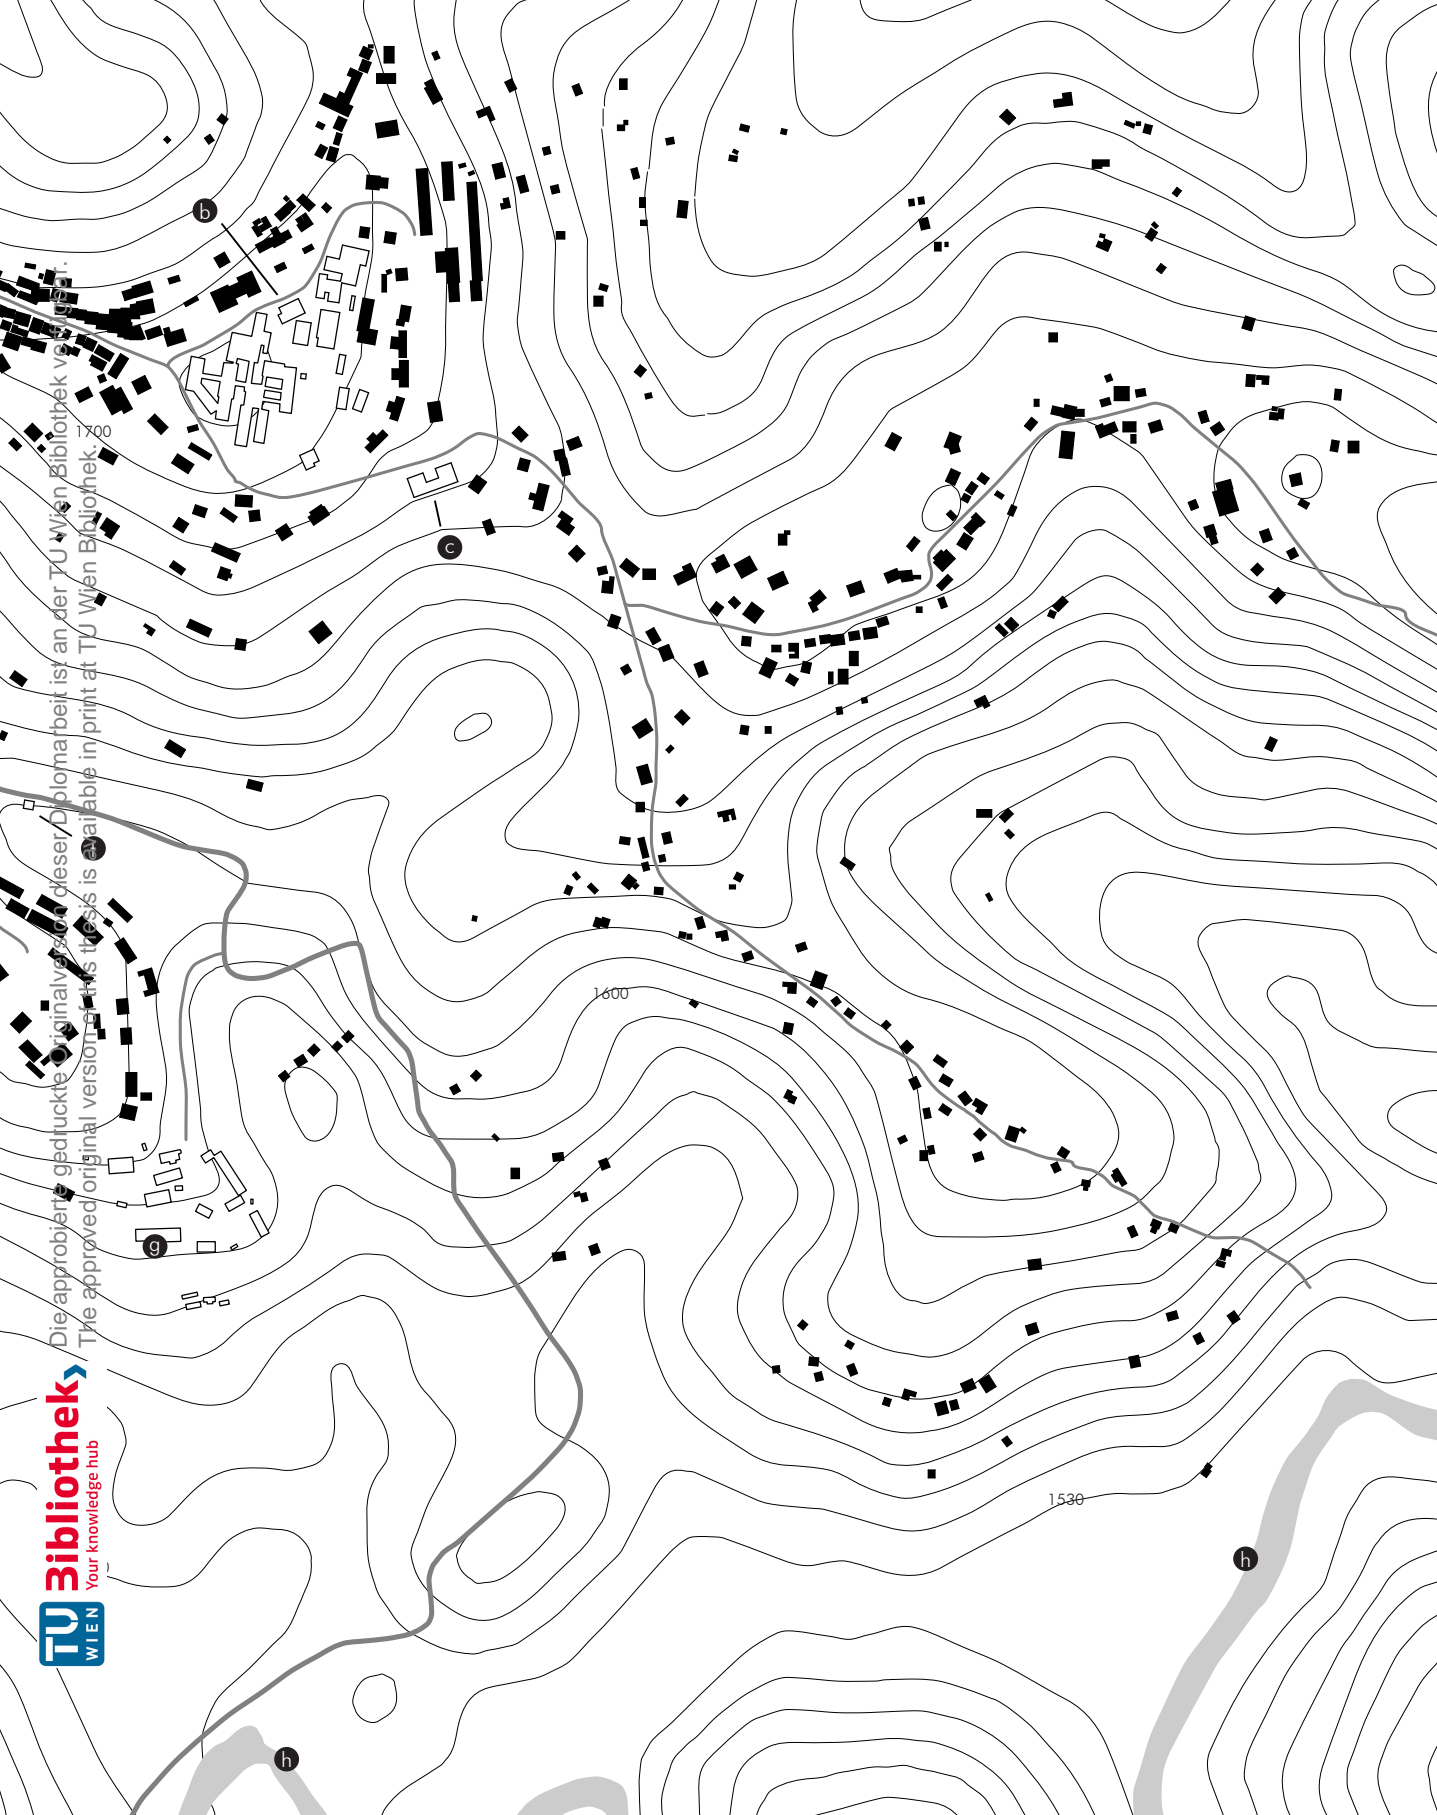 b
1700
c
1600
g
1530
h
h
Die approbierte gedruckte Originalversion dieser Diplomarbeit ist an der TU Wien Bibliothek verfügbar.
The approved original version of this thesis is available in print at TU Wien Bibliothek.
TU WIEN
Bibliothek
Your knowledge hub